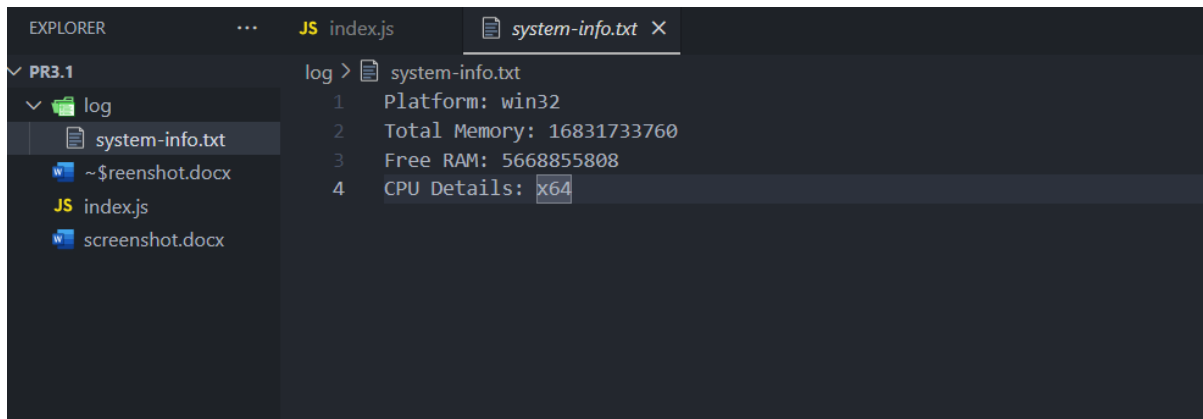 EXPLORER ···
PR3.1
log
system-info.txt
~$reenshot.docx
JS index.js
screenshot.docx
JS index.js system-info.txt ×
log > system-info.txt
1 Platform: win32
2 Total Memory: 16831733760
3 Free RAM: 5668855808
4 CPU Details: x64